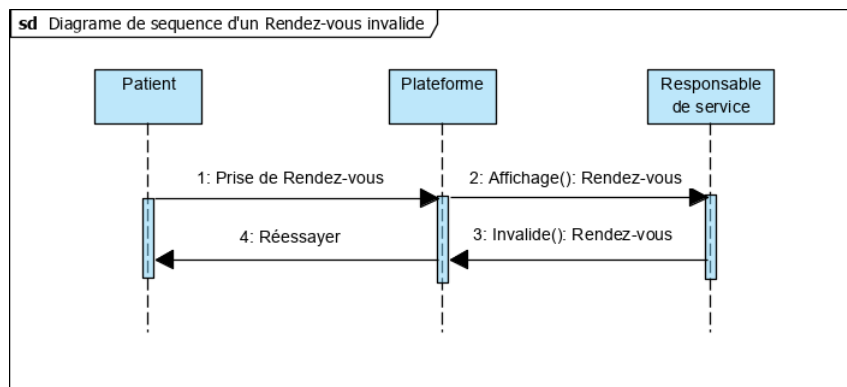 sd Diagrame de sequence d'un Rendez-vous invalide
Patient
Plateforme
Responsable
de service
1: Prise de Rendez-vous
2: Affichage(): Rendez-vous
4: Réessayer
3: Invalide(): Rendez-vous